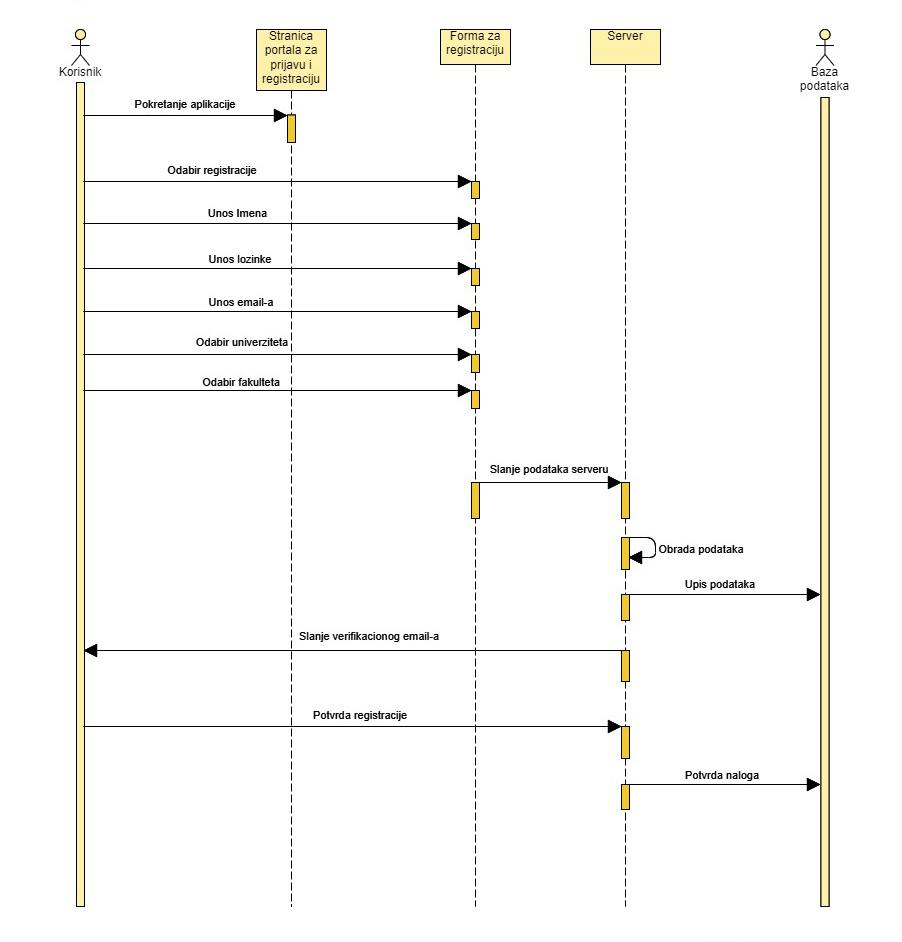 Korisnik
Stranica
portala za
prijavu i
registraciju
Forma za
registraciju
Server
Baza
podataka
Pokretanje aplikacije
Odabir registracije
Unos Imena
Unos lozinke
Unos email-a
Odabir univerziteta
Odabir fakulteta
Slanje podataka serveru
Obrada podataka
Upis podataka
Slanje verifikacionog email-a
Potvrda registracije
Potvrda naloga